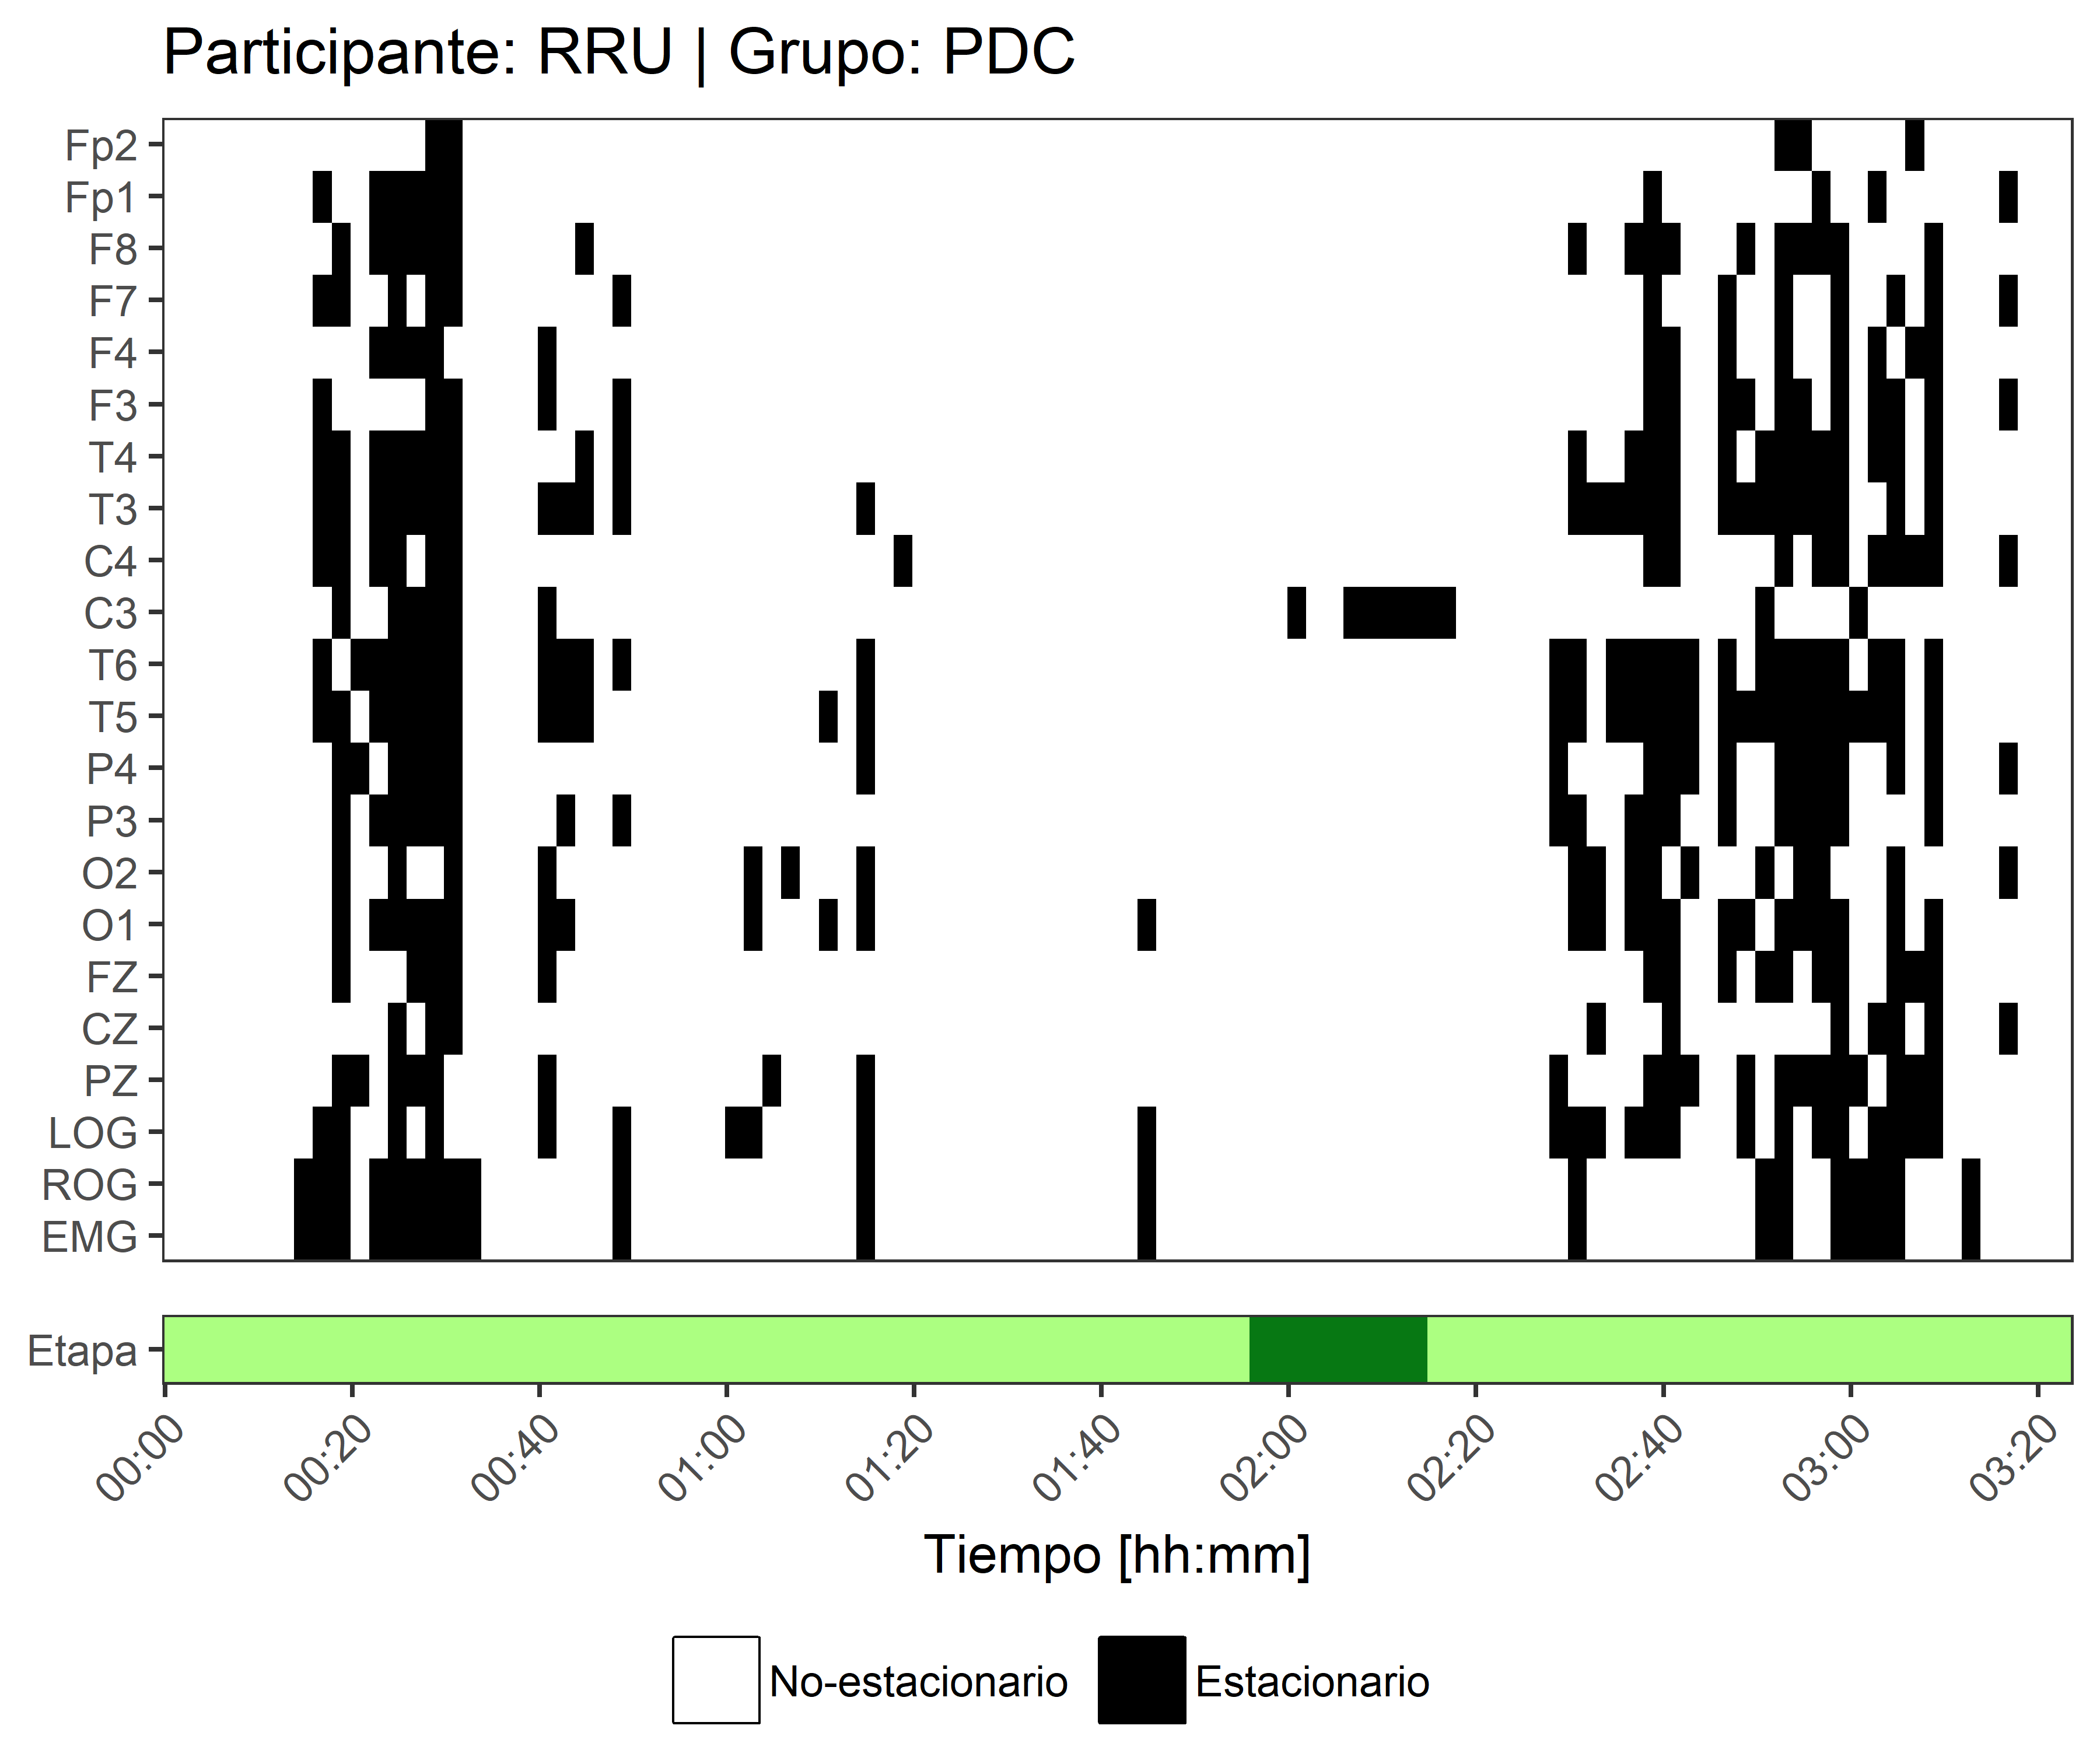 Participante: RRU | Grupo: PDC
Fp2
Fp1
F8
F7
F4
F3
T4
T3
C4
C3
T6
T5
P4
P3
O2
O1
FZ
CZ
PZ
LOG
ROG
EMG
Etapa
00:00 00:20 00:40 01:00 01:20 01:40 02:00 02:20 02:40 03:00 03:20
Tiempo [hh:mm]
No-estacionario Estacionario